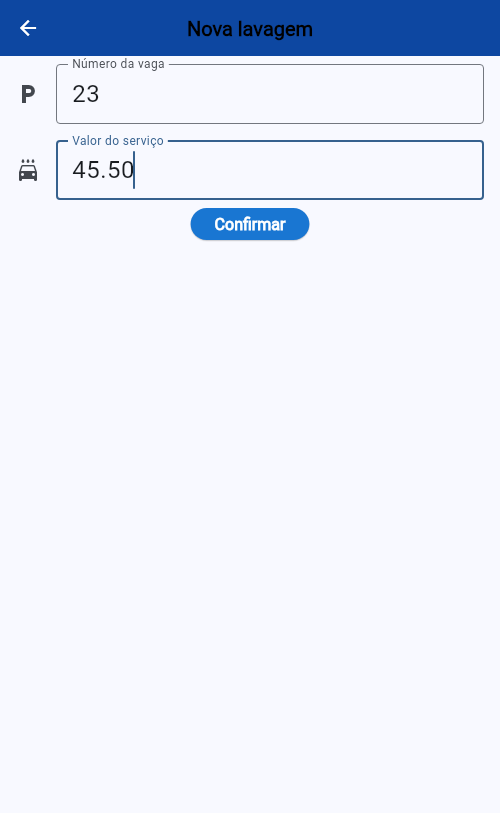 Nova lavagem
Número da vaga
P
23
Valor do serviço
45.50
Confirmar